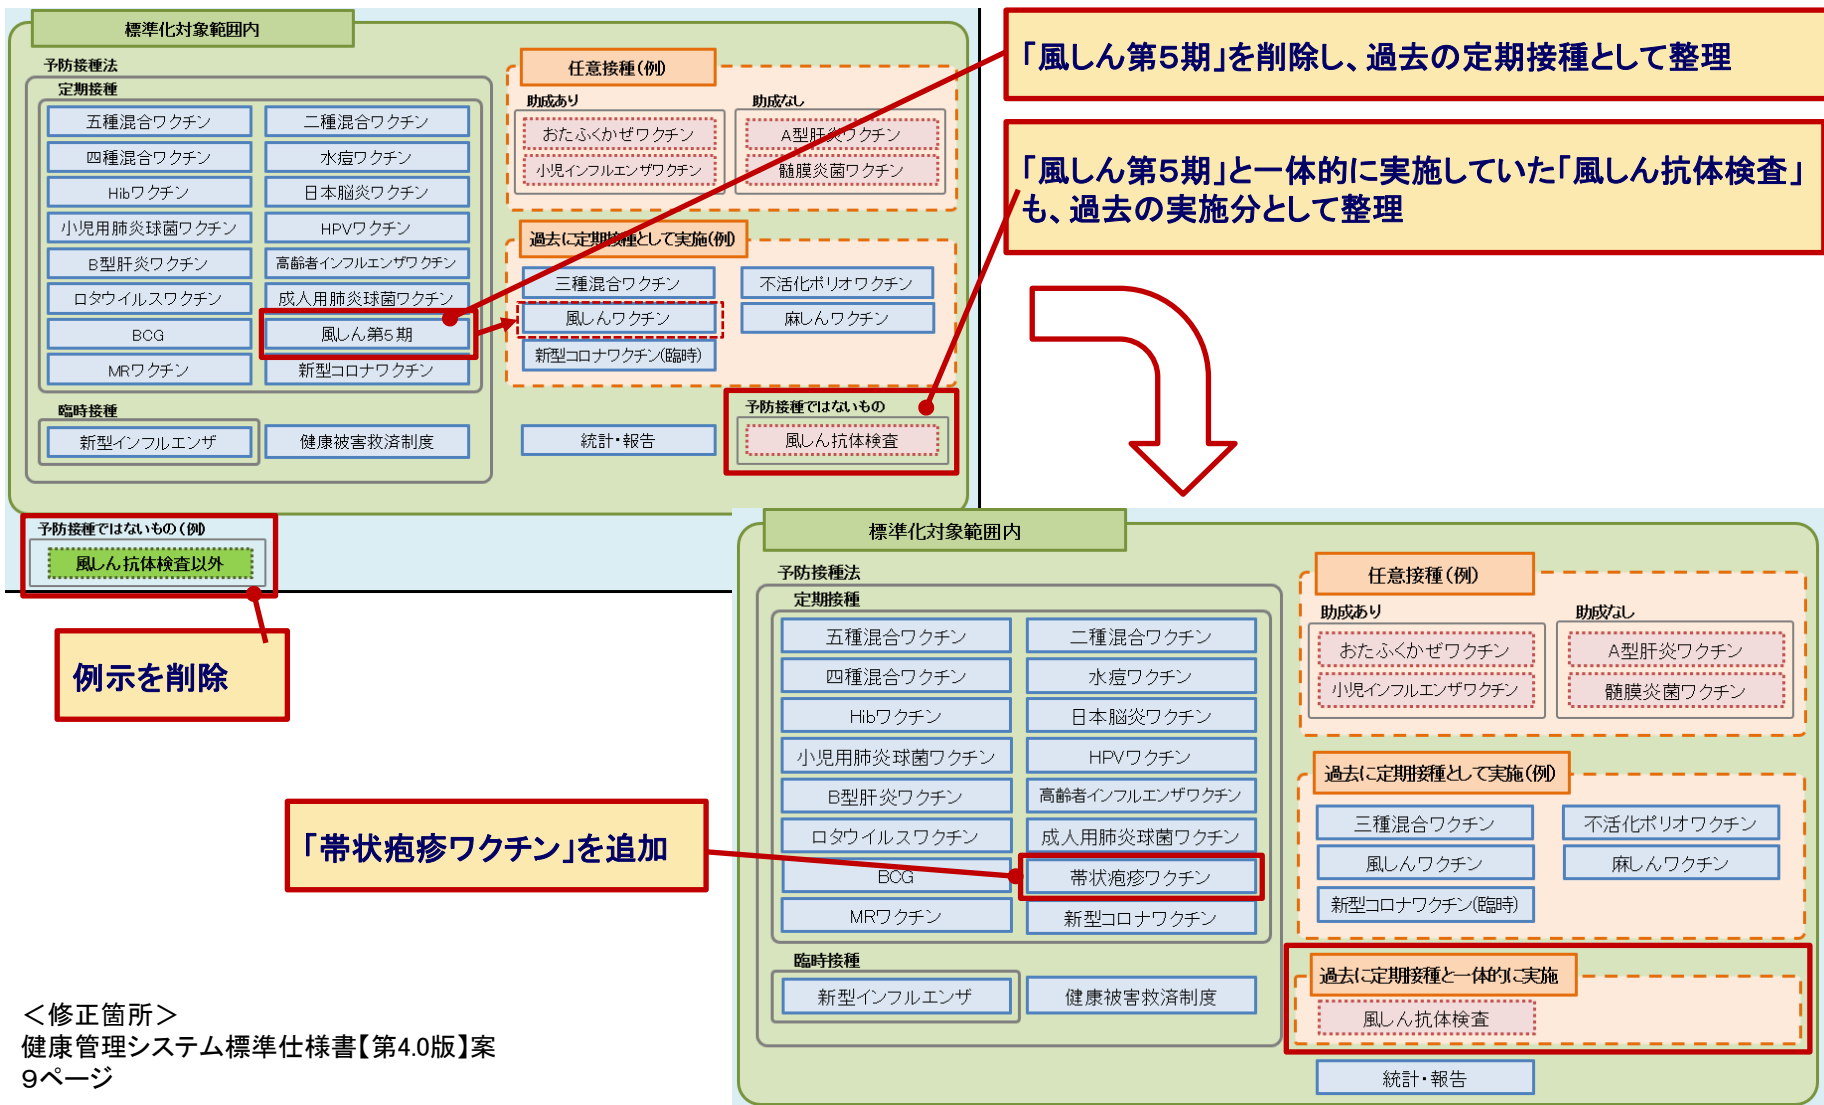 標準化対象範囲内
予防接種法
定期接種
五種混合ワクチン
二種混合ワクチン
四種混合ワクチン
水痘ワクチン
Hibワクチン
日本脳炎ワクチン
小児用肺炎球菌ワクチン
HPVワクチン
B型肝炎ワクチン
高齢者インフルエンザワクチン
ロタウイルスワクチン
成人用肺炎球菌ワクチン
BCG
風しん第5期
MRワクチン
新型コロナワクチン
臨時接種
新型インフルエンザ
健康被害救済制度
任意接種(例)
助成あり
助成なし
おたふくかぜワクチン
A型肝炎ワクチン
小児インフルエンザワクチン
髄膜炎菌ワクチン
過去に定期接種として実施(例)
三種混合ワクチン
不活化ポリオワクチン
風しんワクチン
麻しんワクチン
新型コロナワクチン(臨時)
統計・報告
予防接種ではないもの
風しん抗体検査
予防接種ではないもの(例)
風しん抗体検査以外
「風しん第5期」を削除し、過去の定期接種として整理
「風しん第5期」と一体的に実施していた「風しん抗体検査」
も、過去の実施分として整理
例示を削除
「帯状疱疹ワクチン」を追加
標準化対象範囲内
予防接種法
定期接種
五種混合ワクチン
二種混合ワクチン
四種混合ワクチン
水痘ワクチン
Hibワクチン
日本脳炎ワクチン
小児用肺炎球菌ワクチン
HPVワクチン
B型肝炎ワクチン
高齢者インフルエンザワクチン
ロタウイルスワクチン
成人用肺炎球菌ワクチン
BCG
帯状疱疹ワクチン
MRワクチン
新型コロナワクチン
臨時接種
新型インフルエンザ
健康被害救済制度
任意接種(例)
助成あり
助成なし
おたふくかぜワクチン
A型肝炎ワクチン
小児インフルエンザワクチン
髄膜炎菌ワクチン
過去に定期接種として実施(例)
三種混合ワクチン
不活化ポリオワクチン
風しんワクチン
麻しんワクチン
新型コロナワクチン(臨時)
過去に定期接種と一体的に実施
風しん抗体検査
統計・報告
＜修正箇所＞
健康管理システム標準仕様書【第4.0版】案
9ページ